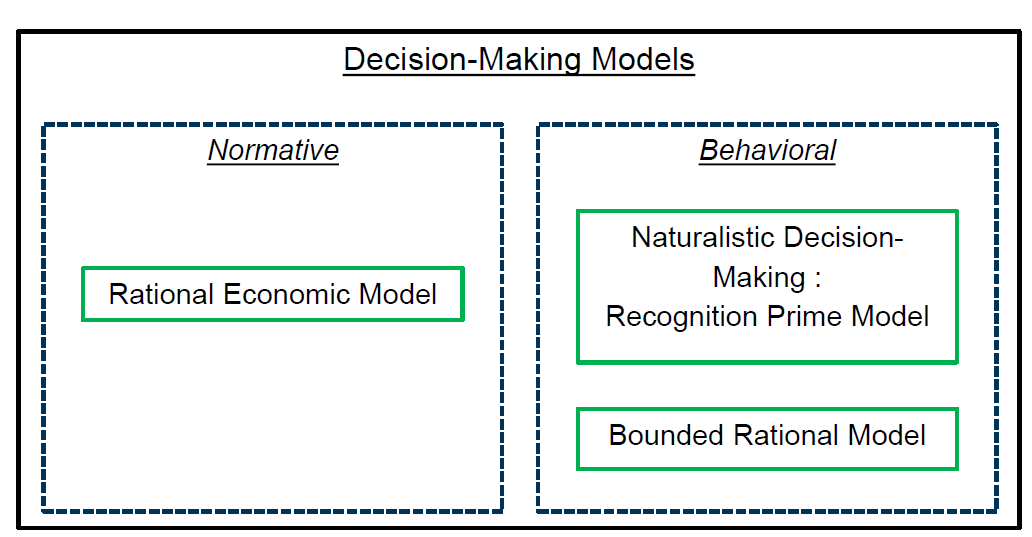 Decision-Making Models
Normative
Behavioral
Rational Economic Model
Naturalistic Decision-
Making :
Recognition Prime Model
Bounded Rational Model